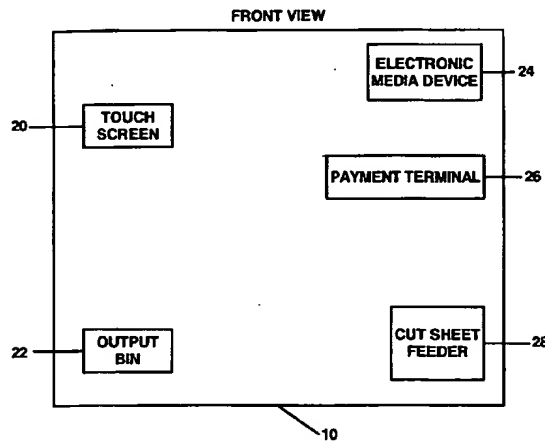 FRONT VIEW
ELECTRONIC
MEDIA DEVICE
24
20
TOUCH
SCREEN
PAYMENT TERMINAL
26
22
OUTPUT
BIN
CUT SHEET
FEEDER
28
10